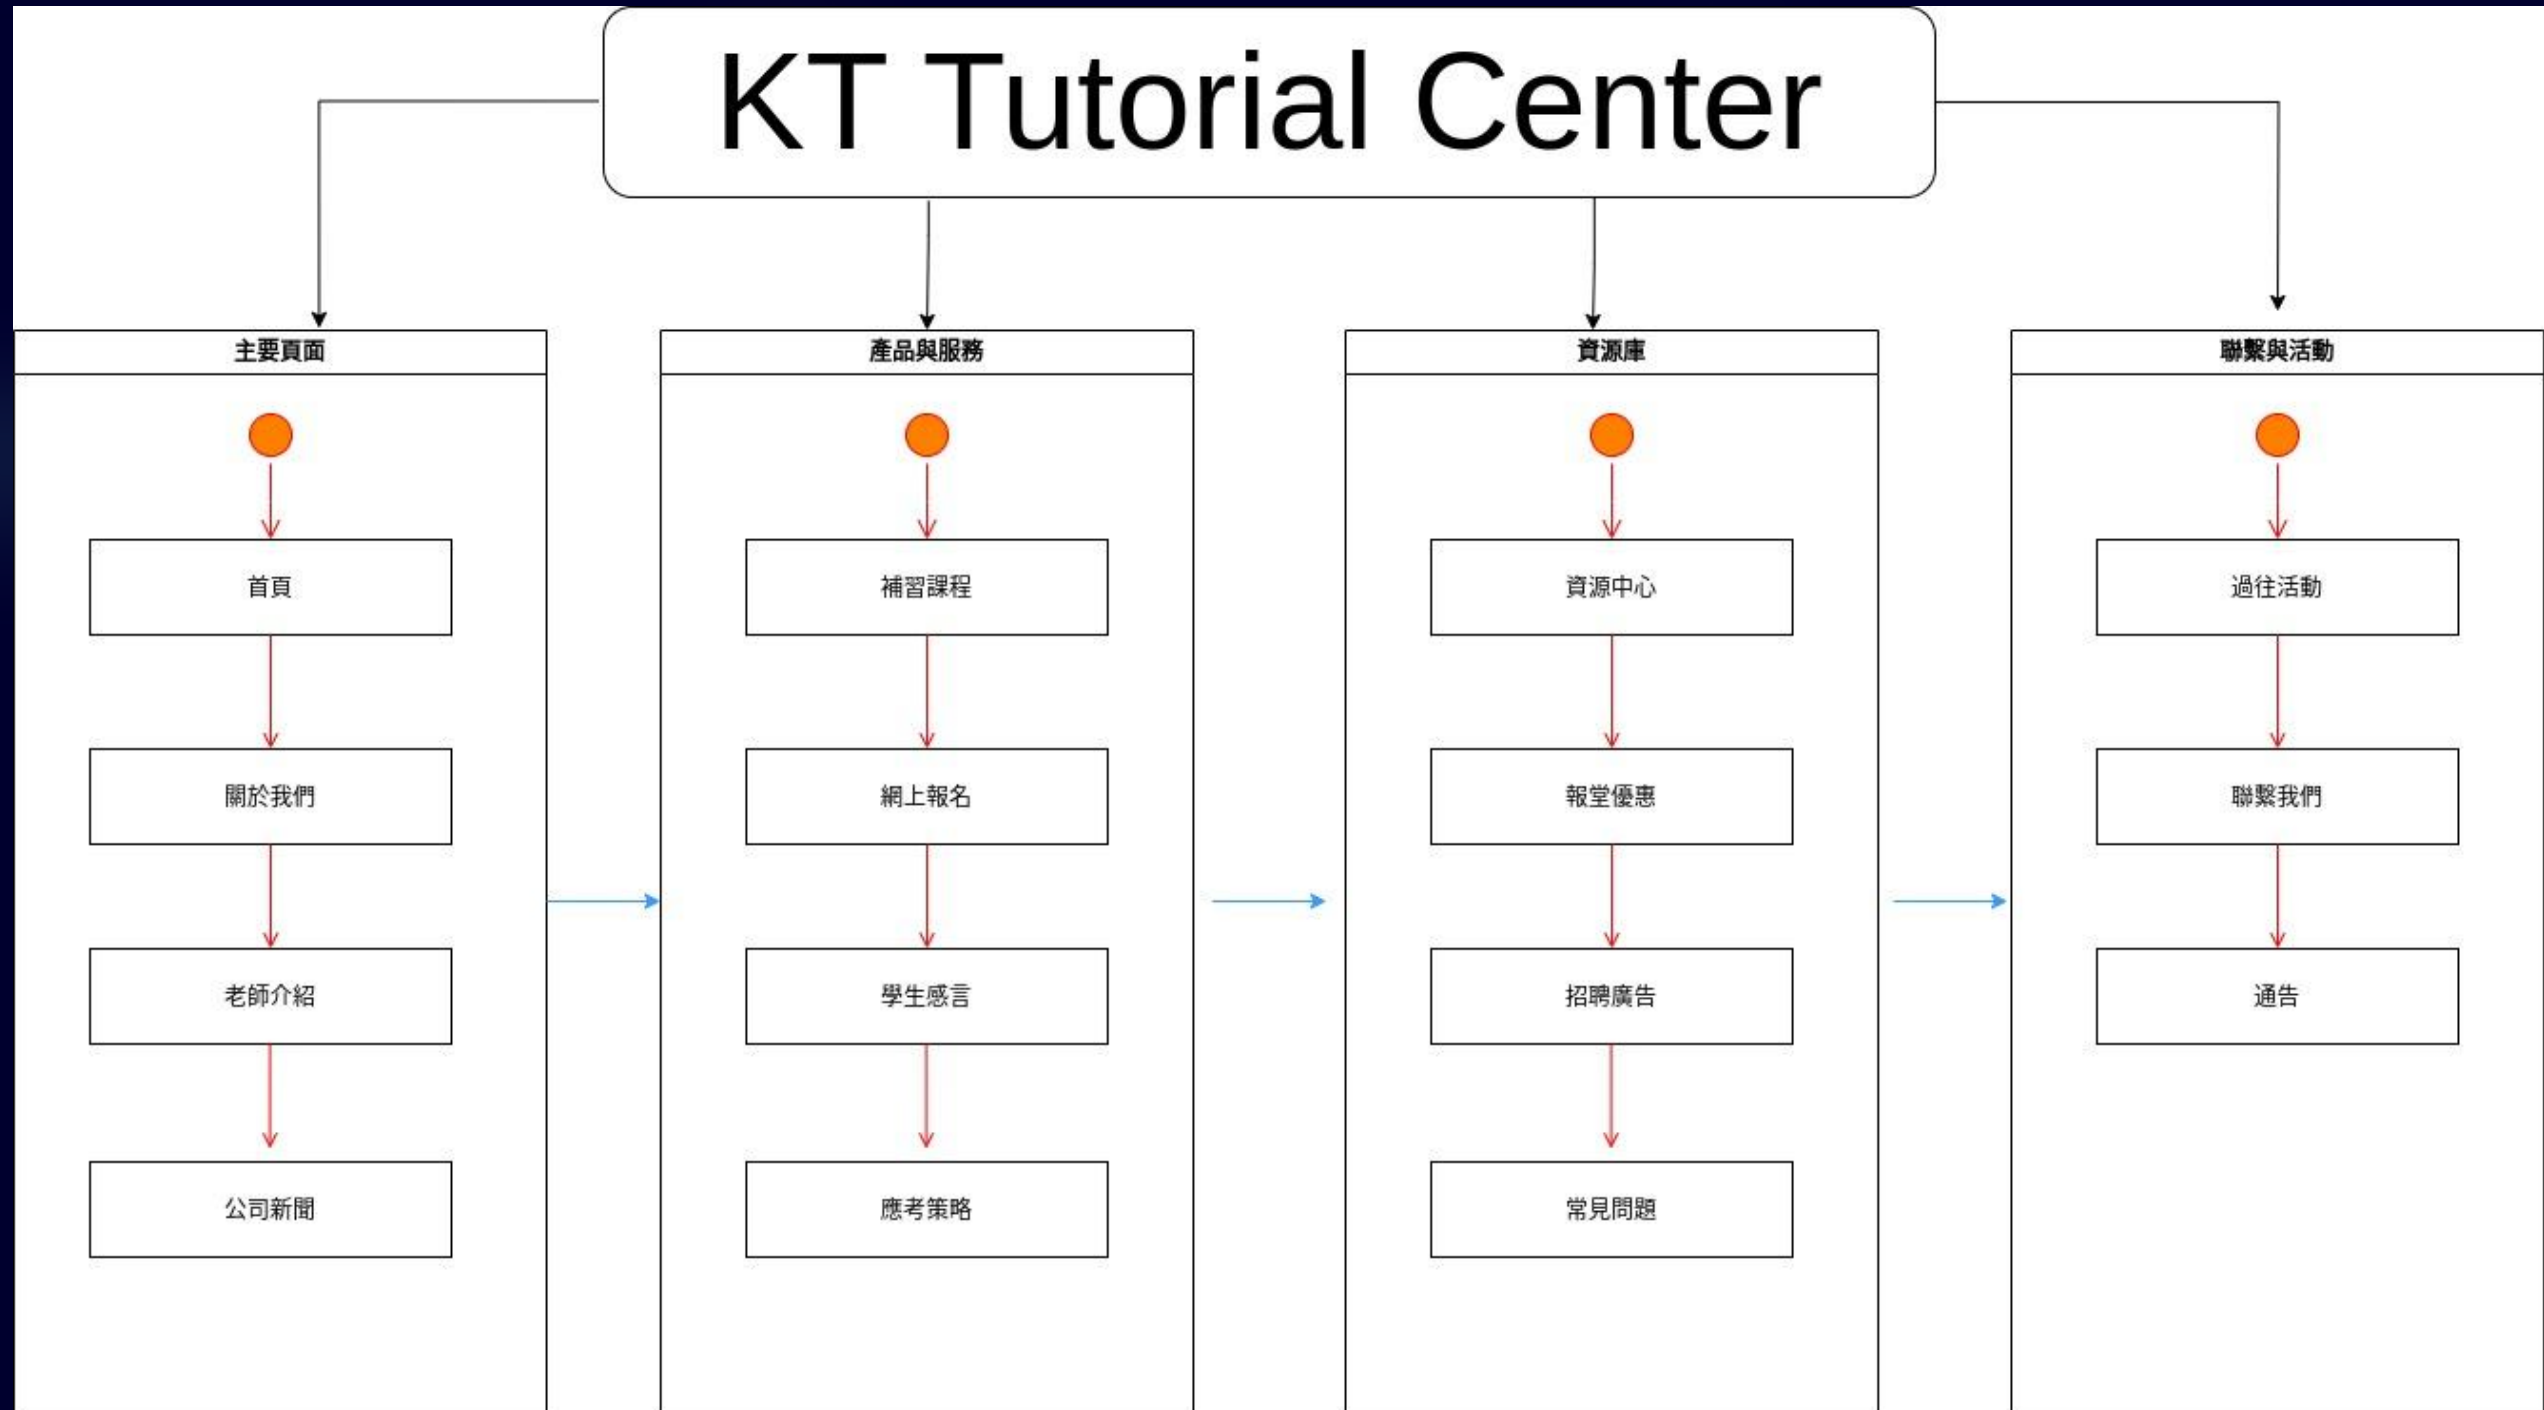 KT Tutorial Center
主要頁面
首頁
關於我們
老師介紹
公司新聞
產品與服務
補習課程
網上報名
學生感言
應考策略
資源庫
資源中心
報堂優惠
招聘廣告
常見問題
聯繫與活動
過往活動
聯繫我們
通告